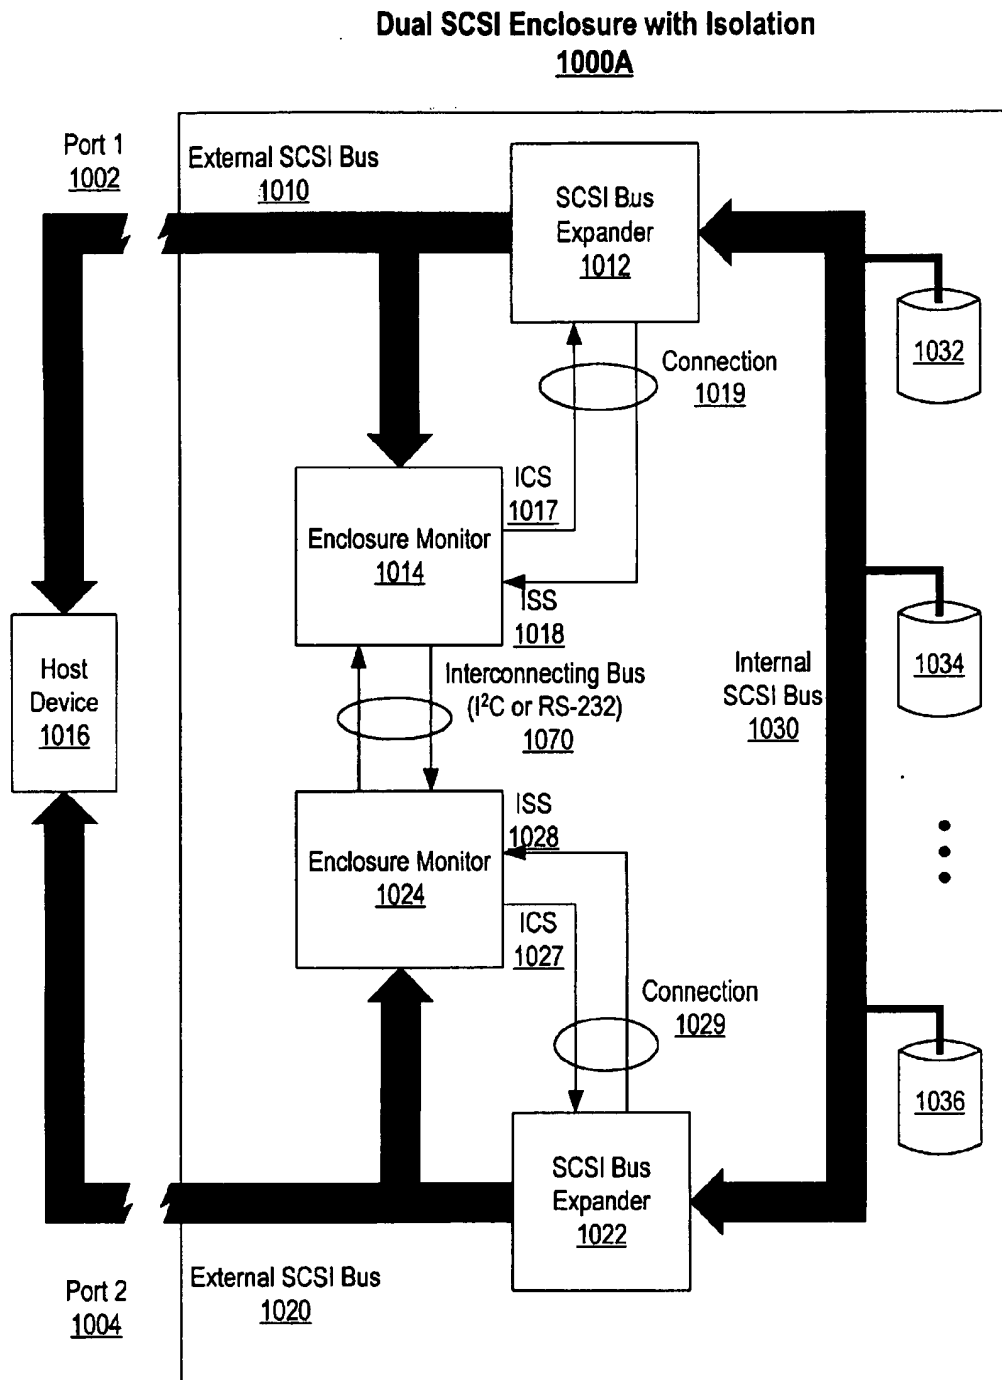 Dual SCSI Enclosure with Isolation
1000A
Port 1
1002
External SCSI Bus
1010
SCSI Bus
Expander
1012
1032
Connection
1019
ICS
1017
Enclosure Monitor
1014
ISS
1018
Host
Device
1016
Interconnecting Bus
(I²C or RS-232)
1070
Internal
SCSI Bus
1030
1034
ISS
1028
Enclosure Monitor
1024
ICS
1027
Connection
1029
1036
SCSI Bus
Expander
1022
External SCSI Bus
1020
Port 2
1004